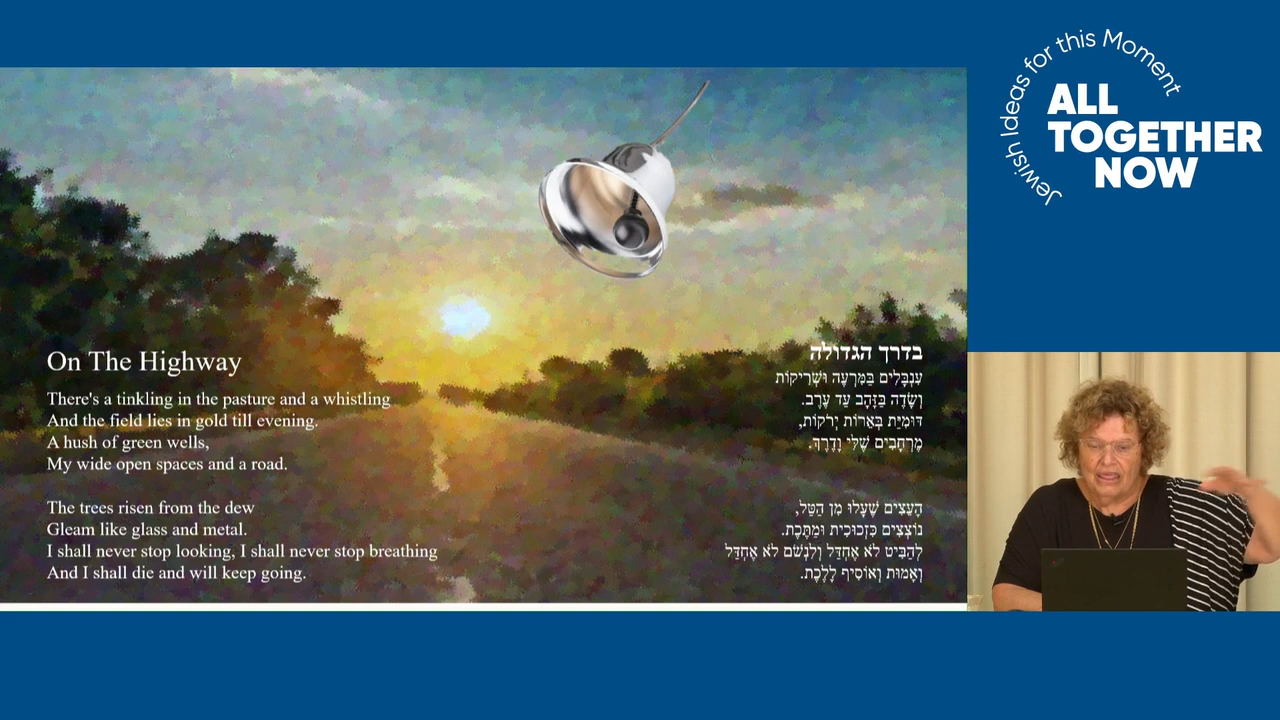 Jewish Ideas for this Moment
ALL
TOGETHER
NOW
On The Highway
There's a tinkling in the pasture and a whistling
And the field lies in gold till evening.
A hush of green wells,
My wide open spaces and a road.
The trees risen from the dew
Gleam like glass and metal.
I shall never stop looking, I shall never stop breathing
And I shall die and will keep going.
בדרך הגדולה
עִנְבָּלִים בַּמִּרְעֶה וּשְׁרִיקוֹת
וְשָׂדֶה בַּזָּהָב עַד עֶרֶב.
דּוּמִיַּת בְּאֵרוֹת יְרֻקּוֹת,
מֶרְחָבִים שֶׁלִּי וָדֶרֶךְ.
הָעֵצִים שֶׁעָלוּ מִן הַטַּל,
נוֹצְצִים כִּזְכוּכִית וּמַתֶּכֶת.
לְהַבִּיט לֹא אֶחְדַּל וְלִנְשֹׁם לֹא אֶחְדַּל
וְאָמוּת וְאוֹסִיף לָלֶכֶת.